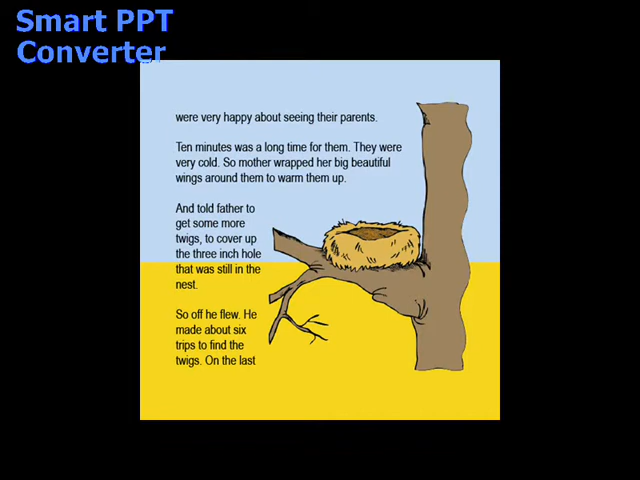 Smart PPT
Converter
were very happy about seeing their parents.
Ten minutes was a long time for them. They were
very cold. So mother wrapped her big beautiful
wings around them to warm them up.
And told father to
get some more
twigs, to cover up
the three inch hole
that was still in the
nest.
So off he flew. He
made about six
trips to find the
twigs. On the last